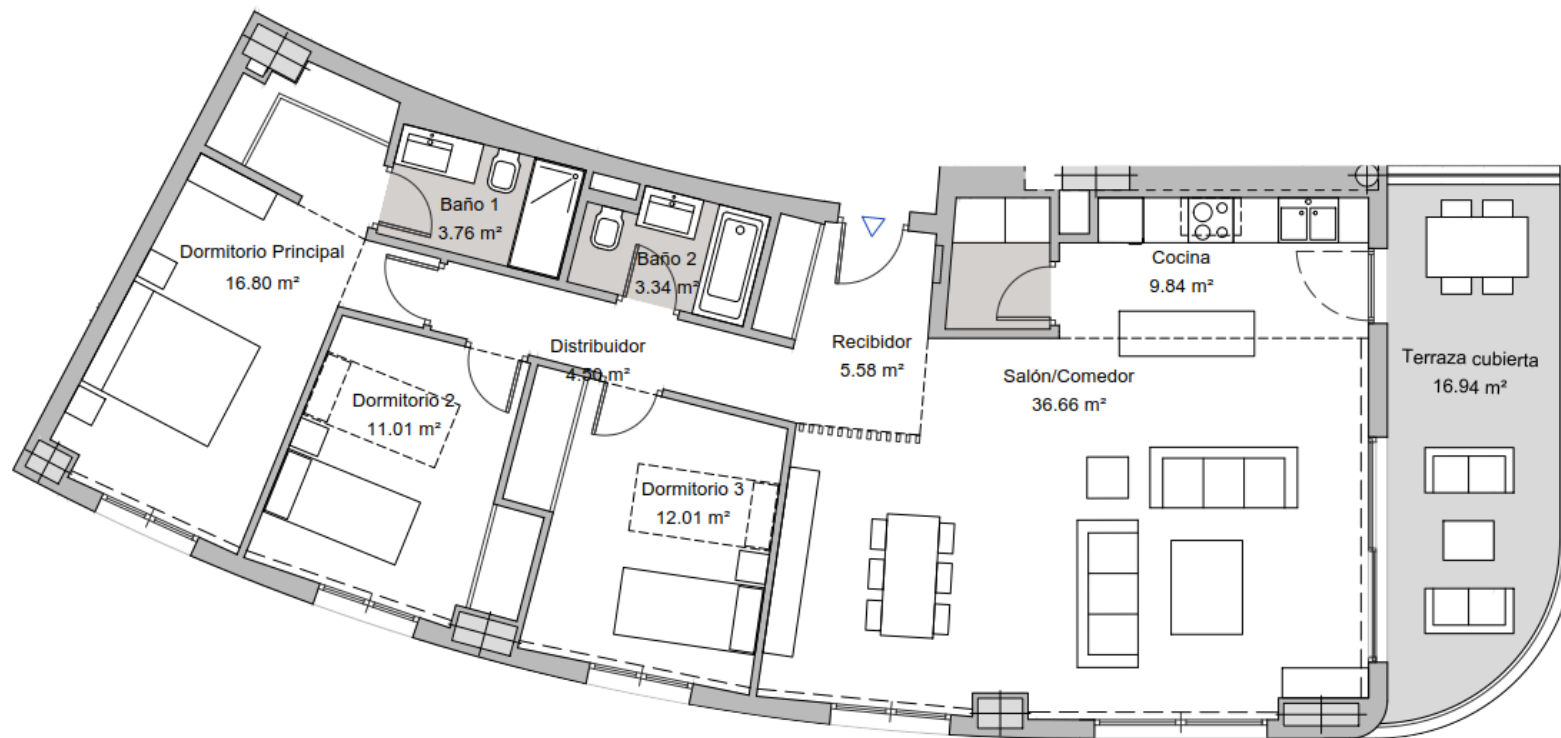 Baño 1
3.76 m²
Dormitorio Principal
16.80 m²
Baño 2
3.34 m²
Cocina
9.84 m²
Distribuidor
4.50 m²
Recibidor
5.58 m²
Salón/Comedor
36.66 m²
Terraza cubierta
16.94 m²
Dormitorio 2
11.01 m²
Dormitorio 3
12.01 m²